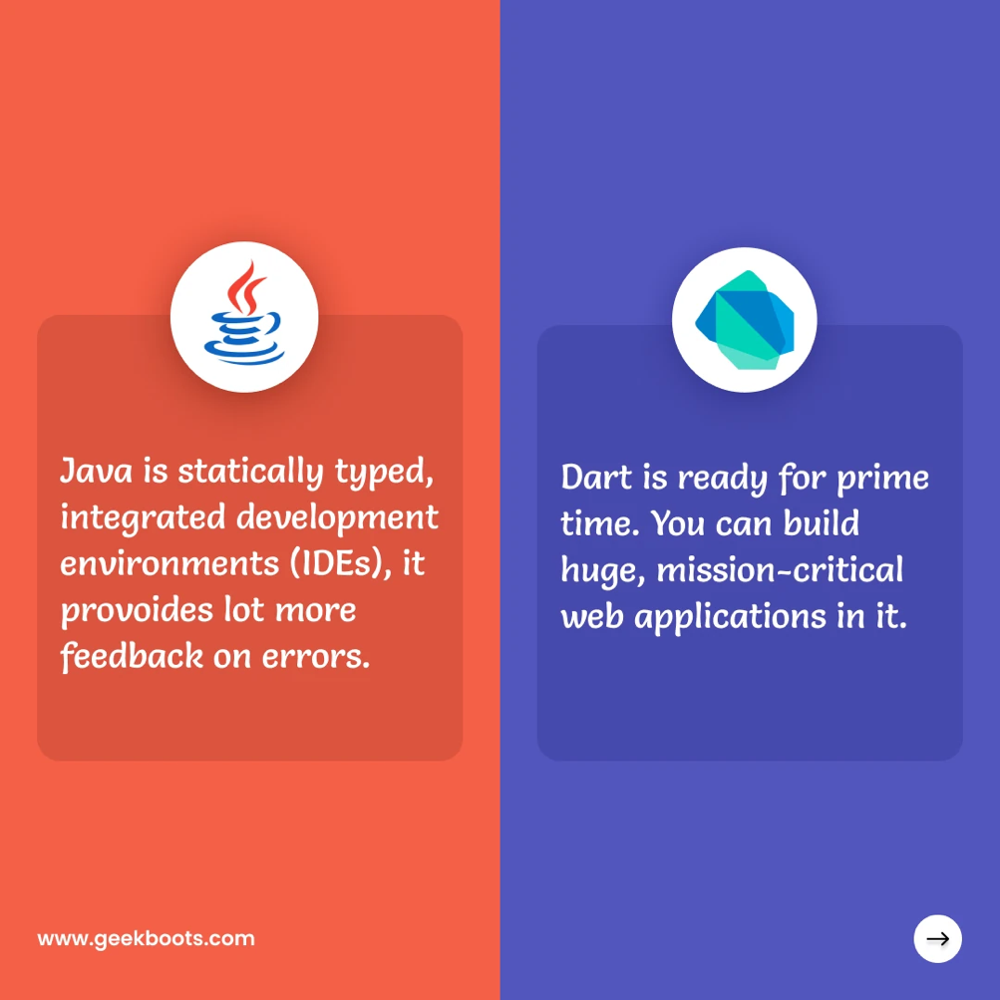 Java is statically typed,
integrated development
environments (IDEs), it
provoides lot more
feedback on errors.
Dart is ready for prime
time. You can build
huge, mission-critical
web applications in it.
www.geekboots.com